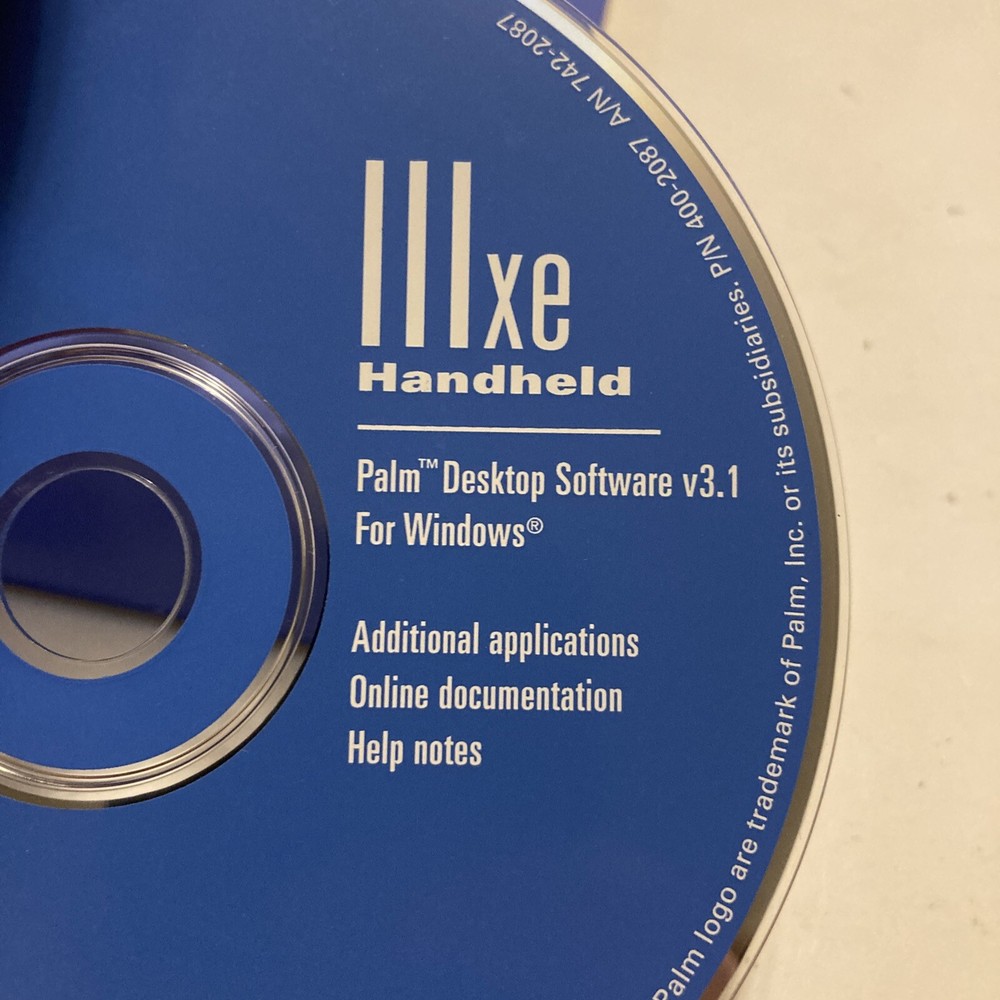 IIIxe
Handheld
Palm™ Desktop Software v3.1
For Windows®
Additional applications
Online documentation
Help notes
Palm logo are trademark of Palm, Inc. or its subsidiaries. P/N 400-2087 A/N 742-2087